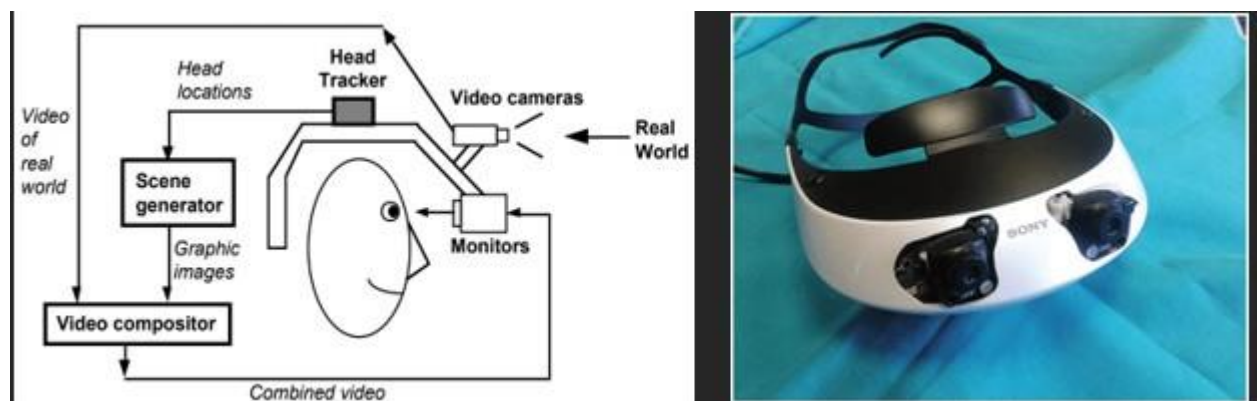 Head
Tracker
Head
locations
Video cameras
Video
of
real
world
Real
World
Scene
generator
Monitors
Graphic
images
Video compositor
Combined video
SONY